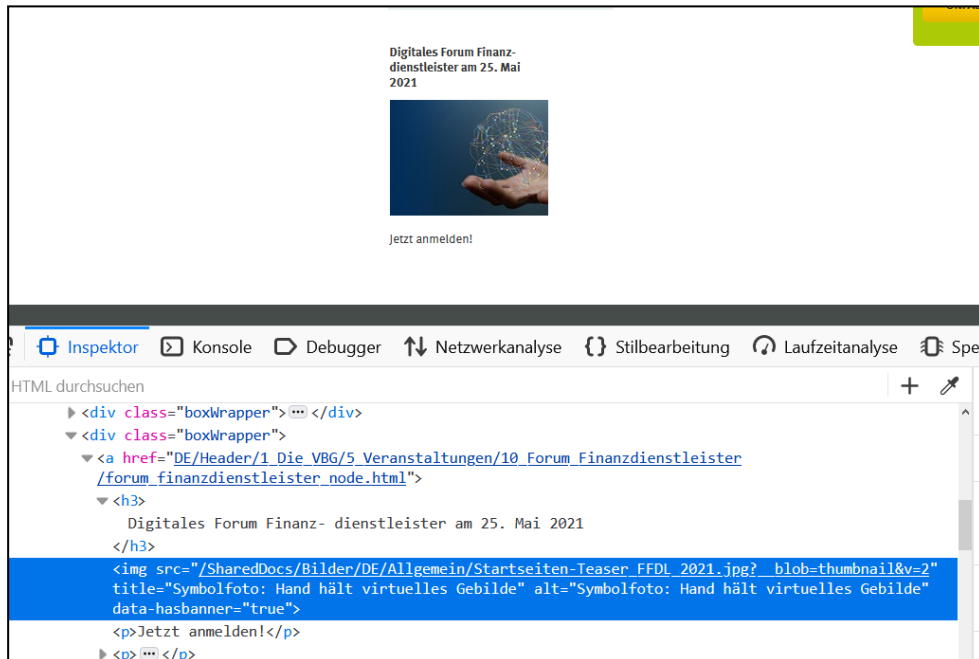 Digitales Forum Finanz-
dienstleister am 25. Mai
2021
Jetzt anmelden!
Inspektor Konsole Debugger Netzwerkanalyse {} Stilbearbeitung Laufzeitanalyse Spe
HTML durchsuchen +
<div class="boxWrapper">···</div>
<div class="boxWrapper">
<a href="DE/Header/1_Die_VBG/5_Veranstaltungen/10_Forum_Finanzdienstleister
/forum_finanzdienstleister_node.html">
<h3>
Digitales Forum Finanz- dienstleister am 25. Mai 2021
</h3>
<img src="/SharedDocs/Bilder/DE/Allgemein/Startseiten-Teaser_FFDL_2021.jpg?__blob=thumbnail&v=2"
title="Symbolfoto: Hand hält virtuelles Gebilde" alt="Symbolfoto: Hand hält virtuelles Gebilde"
data-hasbanner="true">
<p>Jetzt anmelden!</p>
<p>···</p>